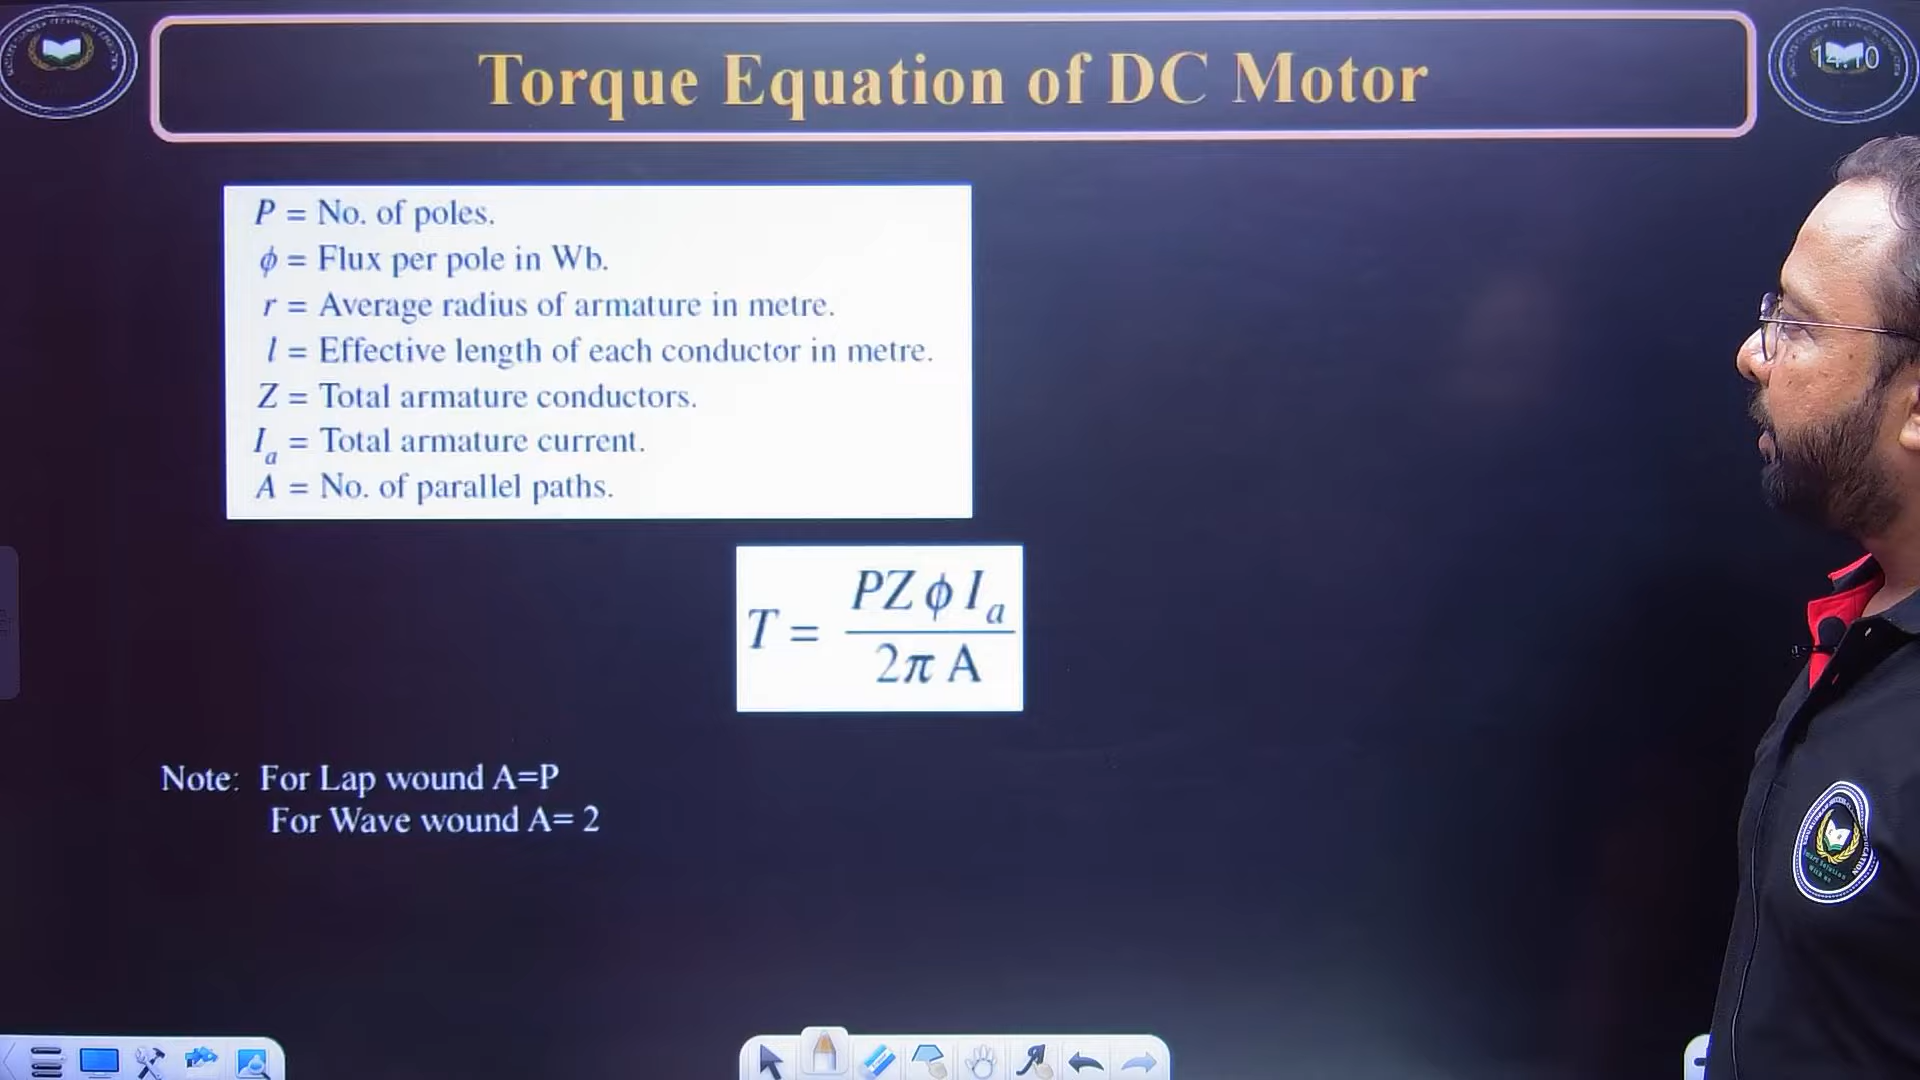 Torque Equation of DC Motor
14:10
P = No. of poles.
ϕ = Flux per pole in Wb.
r = Average radius of armature in metre.
l = Effective length of each conductor in metre.
Z = Total armature conductors.
Iₐ = Total armature current.
A = No. of parallel paths.
T = PZ ϕ Iₐ / 2π A
Note: For Lap wound A=P
For Wave wound A= 2